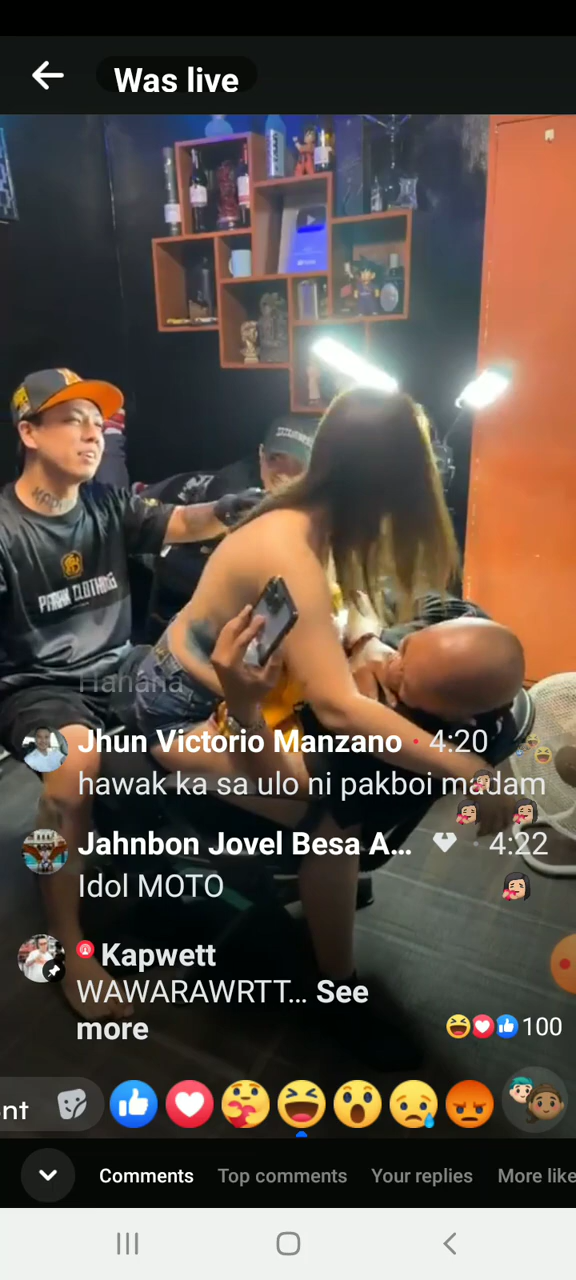 Was live
PARAK CLOTHING
Hahaha
Jhun Victorio Manzano · 4:20
hawak ka sa ulo ni pakboi madam
Jahnbon Jovel Besa A... · 4:22
Idol MOTO
Kapwett
WAWARAWRTT... See
more
100
nt
Comments Top comments Your replies More like